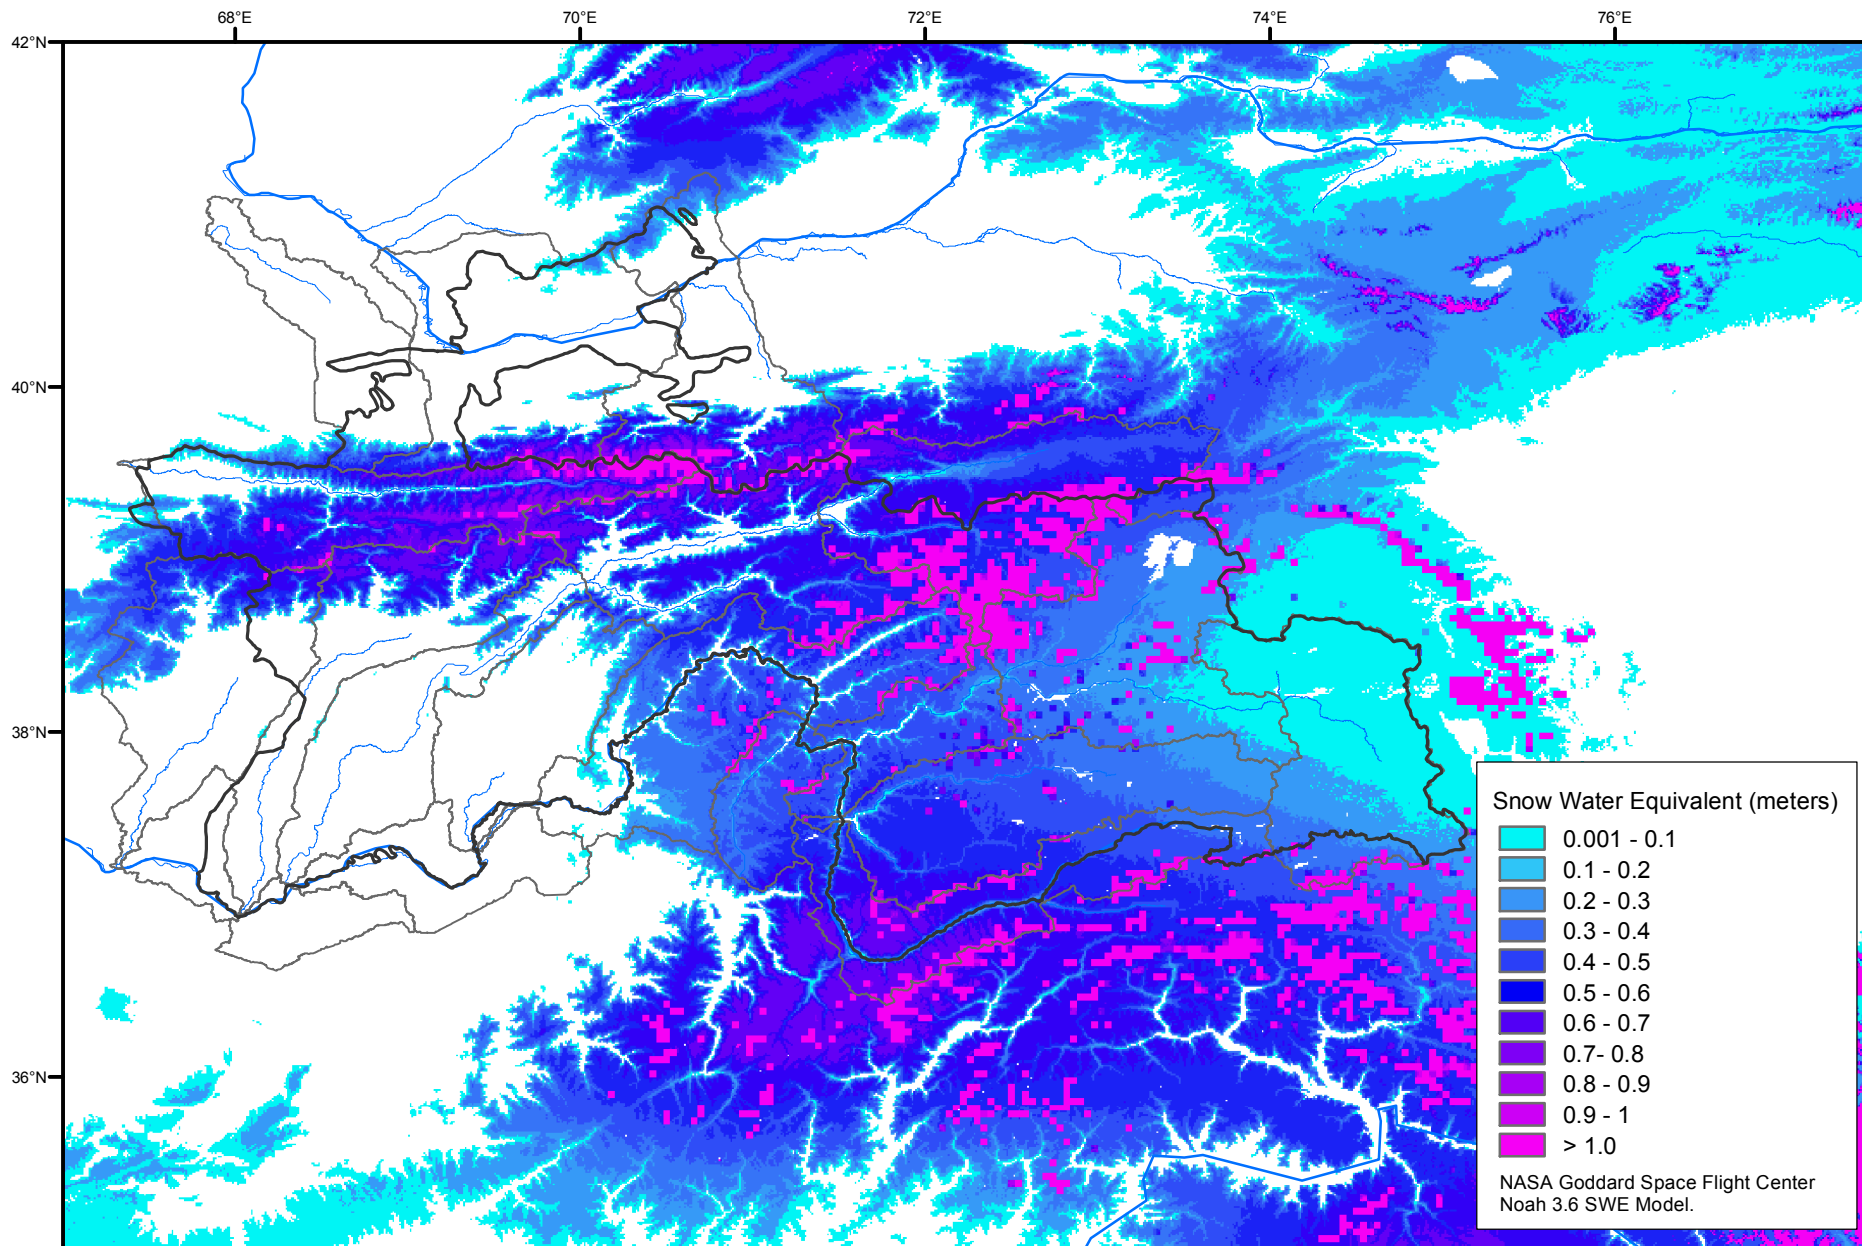 68°E
70°E
72°E
74°E
76°E
42°N
40°N
38°N
36°N
Snow Water Equivalent (meters)
0.001 - 0.1
0.1 - 0.2
0.2 - 0.3
0.3 - 0.4
0.4 - 0.5
0.5 - 0.6
0.6 - 0.7
0.7- 0.8
0.8 - 0.9
0.9 - 1
> 1.0
NASA Goddard Space Flight Center
Noah 3.6 SWE Model.